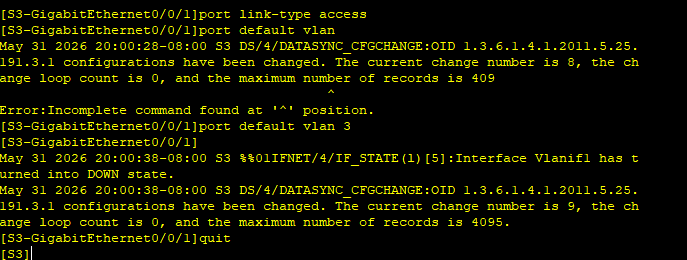 [S3-GigabitEthernet0/0/1]port link-type access
[S3-GigabitEthernet0/0/1]port default vlan
May 31 2026 20:00:28-08:00 S3 DS/4/DATASYNC_CFGCHANGE:OID 1.3.6.1.4.1.2011.5.25.
191.3.1 configurations have been changed. The current change number is 8, the ch
ange loop count is 0, and the maximum number of records is 409
^
Error:Incomplete command found at '^' position.
[S3-GigabitEthernet0/0/1]port default vlan 3
[S3-GigabitEthernet0/0/1]
May 31 2026 20:00:38-08:00 S3 %%01IFNET/4/IF_STATE(l)[5]:Interface Vlanif1 has t
urned into DOWN state.
May 31 2026 20:00:38-08:00 S3 DS/4/DATASYNC_CFGCHANGE:OID 1.3.6.1.4.1.2011.5.25.
191.3.1 configurations have been changed. The current change number is 9, the ch
ange loop count is 0, and the maximum number of records is 4095.
[S3-GigabitEthernet0/0/1]quit
[S3]